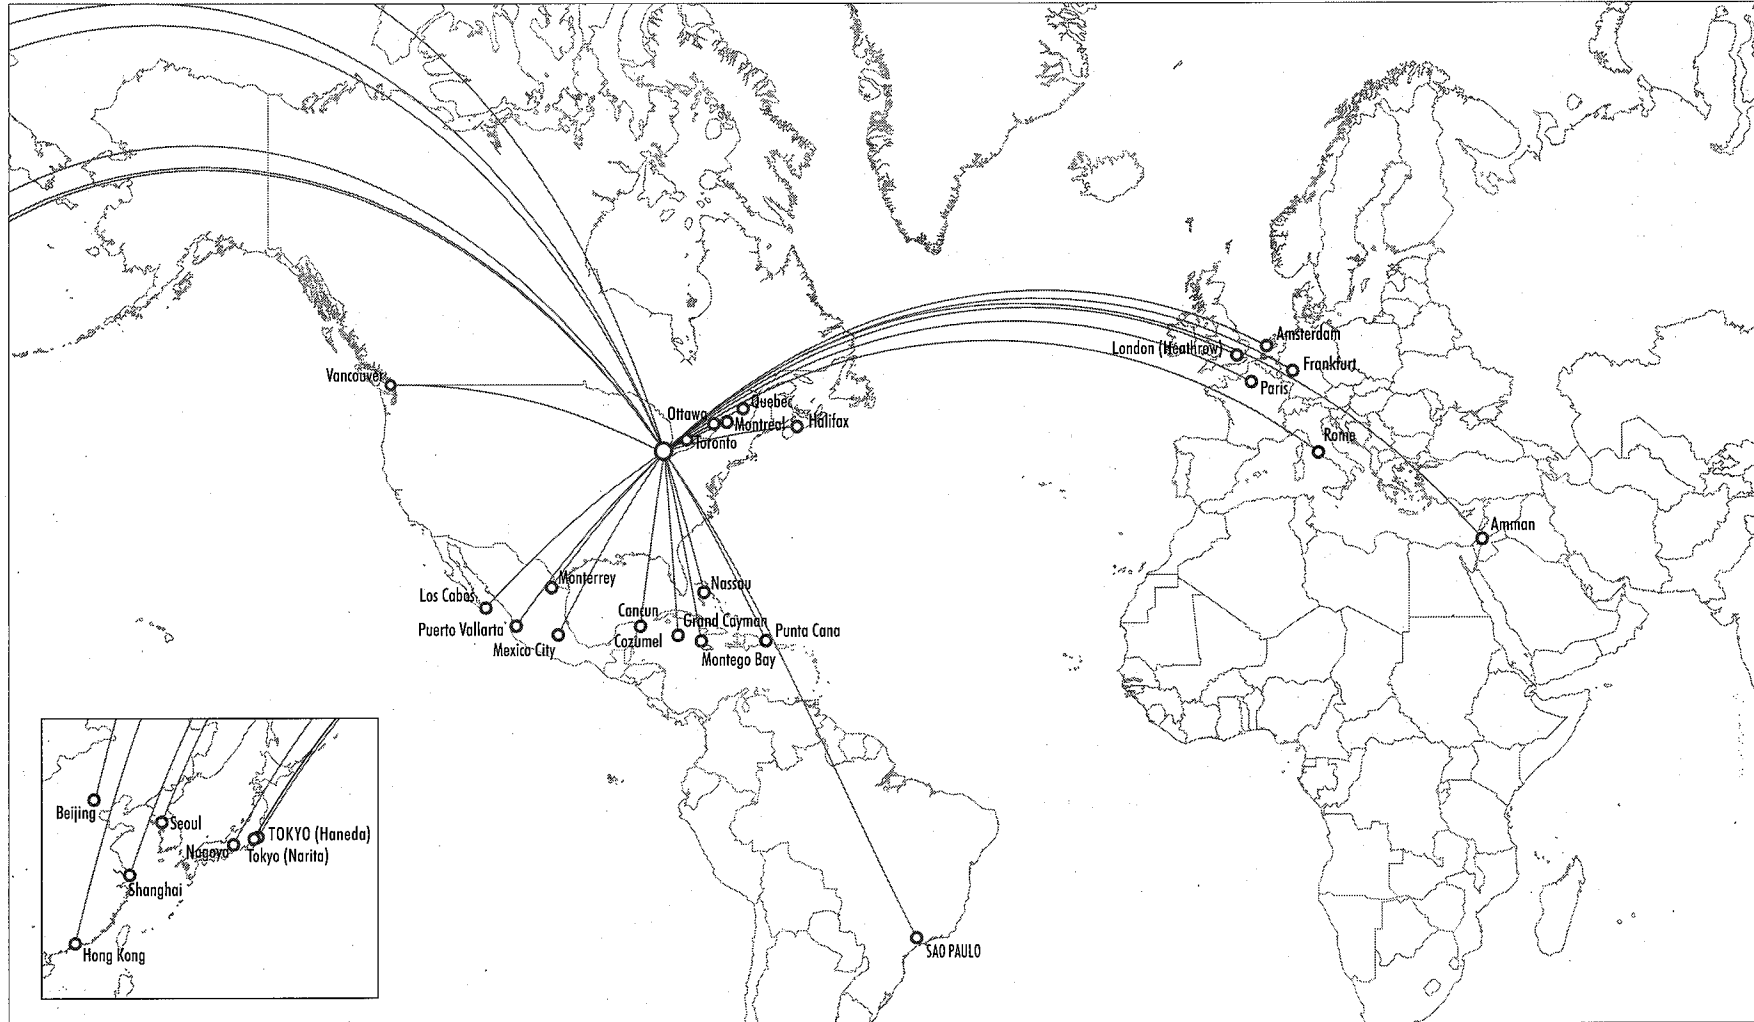 Amsterdam
London (Heathrow)
Frankfurt
Vancouver
Paris
Quebec
Ottawa
Montreal
Halifax
Toronto
Rome
Amman
Monterrey
Nassau
Los Cabos
Cancun
Grand Cayman
Puerto Vallarta
Punta Cana
Cozumel
Mexico City
Montego Bay
Beijing
Seoul
TOKYO (Haneda)
Nagoya
Tokyo (Narita)
Shanghai
Hong Kong
SAO PAULO